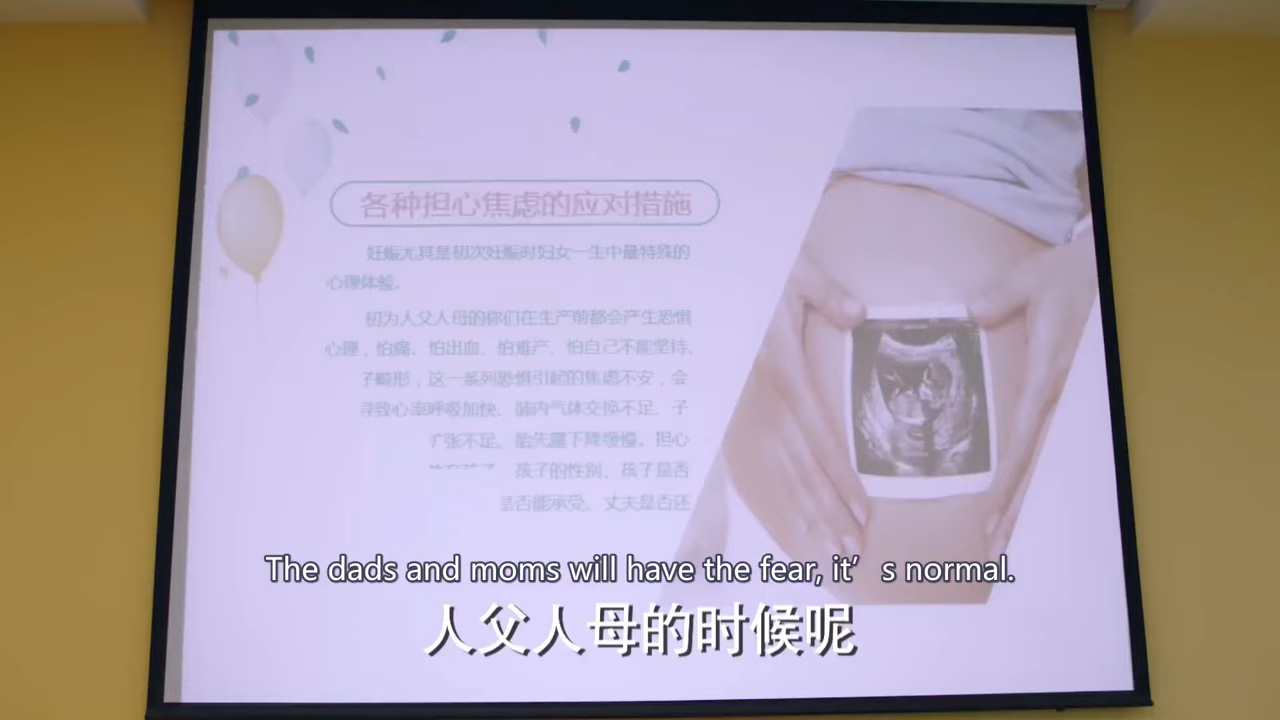 各种担心焦虑的应对措施
妊娠尤其是初次妊娠时妇女一生中最特殊的
心理体验。
初为人父人母的你们在生产前都会产生恐惧
心理，怕痛、怕出血、怕难产、怕自己不能坚持、
子畸形，这一系列恐惧引起的焦虑不安，会
导致心率呼吸加快、肺内气体交换不足、子
扩张不足、胎先露下降缓慢。担心
孩子的性别、孩子是否
是否能承受、丈夫是否还
The dads and moms will have the fear, it's normal.
人父人母的时候呢